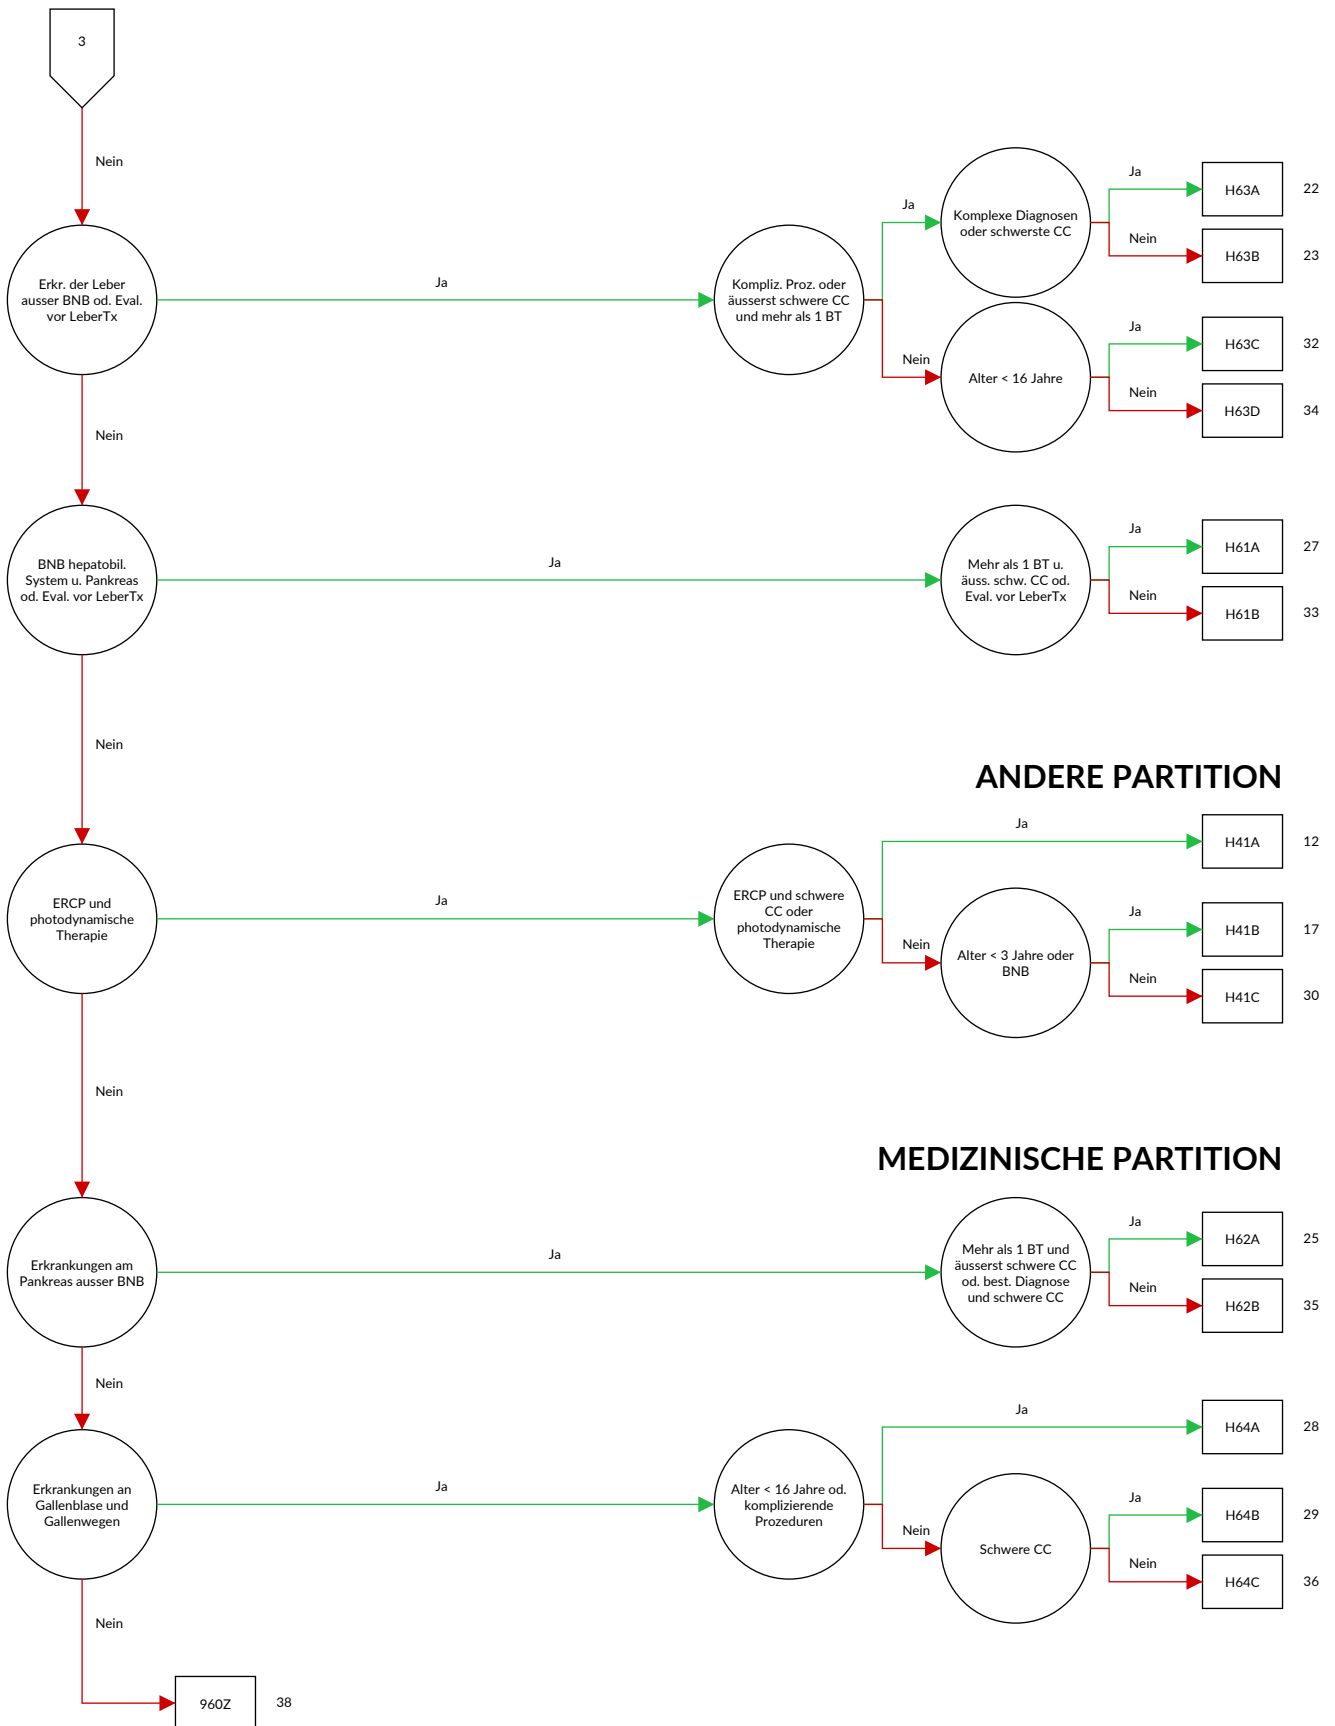 3
Nein
Erkr. der Leber
ausser BNB od. Eval.
vor LeberTx
Ja
Kompliz. Proz. oder
äusserst schwere CC
und mehr als 1 BT
Ja
Komplexe Diagnosen
oder schwerste CC
Ja
H63A
22
Nein
H63B
23
Nein
Alter < 16 Jahre
Ja
H63C
32
Nein
H63D
34
Nein
BNB hepatobil.
System u. Pankreas
od. Eval. vor LeberTx
Ja
Mehr als 1 BT u.
äuss. schw. CC od.
Eval. vor LeberTx
Ja
H61A
27
Nein
H61B
33
Nein
ANDERE PARTITION
ERCP und
photodynamische
Therapie
Ja
ERCP und schwere
CC oder
photodynamische
Therapie
Ja
H41A
12
Nein
Alter < 3 Jahre oder
BNB
Ja
H41B
17
Nein
H41C
30
Nein
MEDIZINISCHE PARTITION
Erkrankungen am
Pankreas ausser BNB
Ja
Mehr als 1 BT und
äusserst schwere CC
od. best. Diagnose
und schwere CC
Ja
H62A
25
Nein
H62B
35
Nein
Erkrankungen an
Gallenblase und
Gallenwegen
Ja
Alter < 16 Jahre od.
komplizierende
Prozeduren
Ja
H64A
28
Nein
Schwere CC
Ja
H64B
29
Nein
H64C
36
Nein
960Z
38